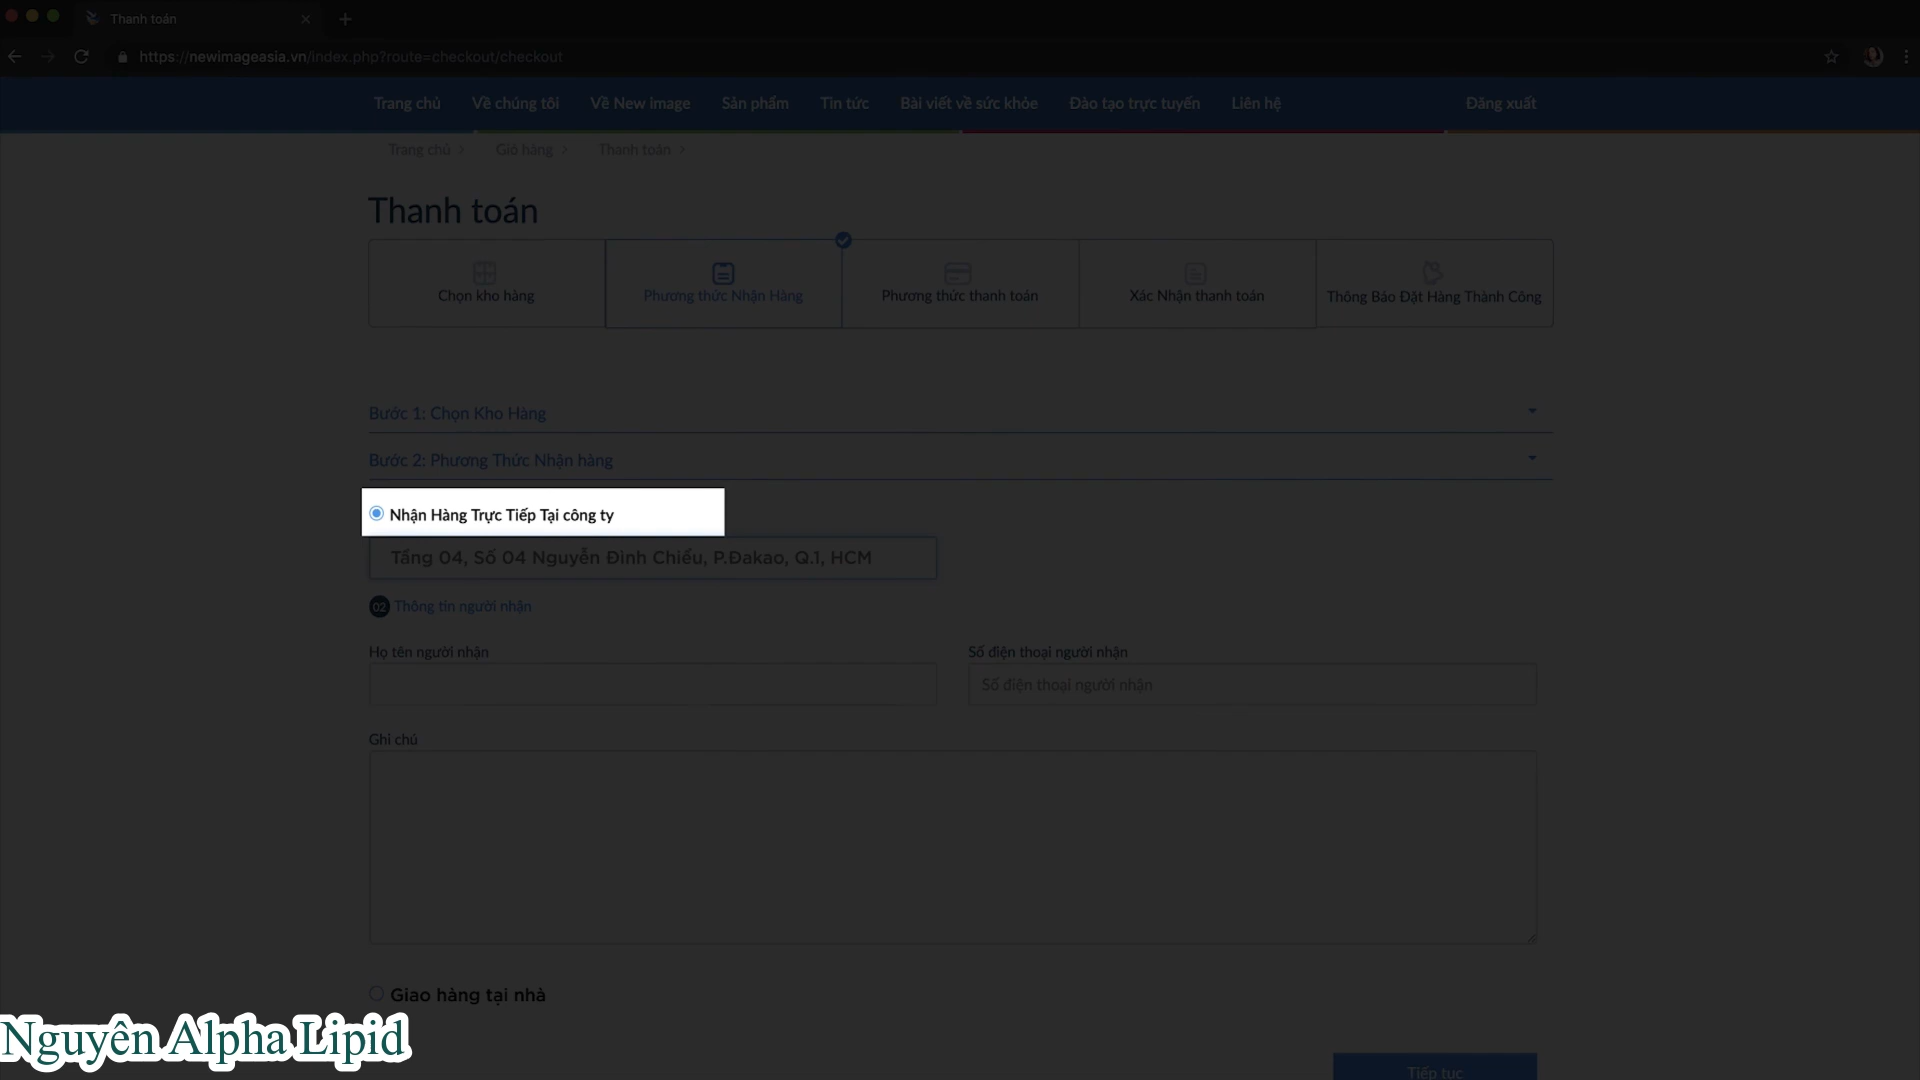 Thanh toán
https://newimageasia.vn/index.php?route=checkout/checkout
Trang chủ Về chúng tôi Về New image Sản phẩm Tin tức Bài viết về sức khỏe Đào tạo trực tuyến Liên hệ Đăng xuất
Trang chủ > Giỏ hàng > Thanh toán >
Thanh toán
Chọn kho hàng Phương thức Nhận Hàng Phương thức thanh toán Xác Nhận thanh toán Thông Báo Đặt Hàng Thành Công
Bước 1: Chọn Kho Hàng
Bước 2: Phương Thức Nhận hàng
Nhận Hàng Trực Tiếp Tại công ty
Tầng 04, Số 04 Nguyễn Đình Chiểu, P.Đakao, Q.1, HCM
02 Thông tin người nhận
Họ tên người nhận Số điện thoại người nhận
Số điện thoại người nhận
Ghi chú
Giao hàng tại nhà
Nguyên Alpha Lipid
Tiếp tục